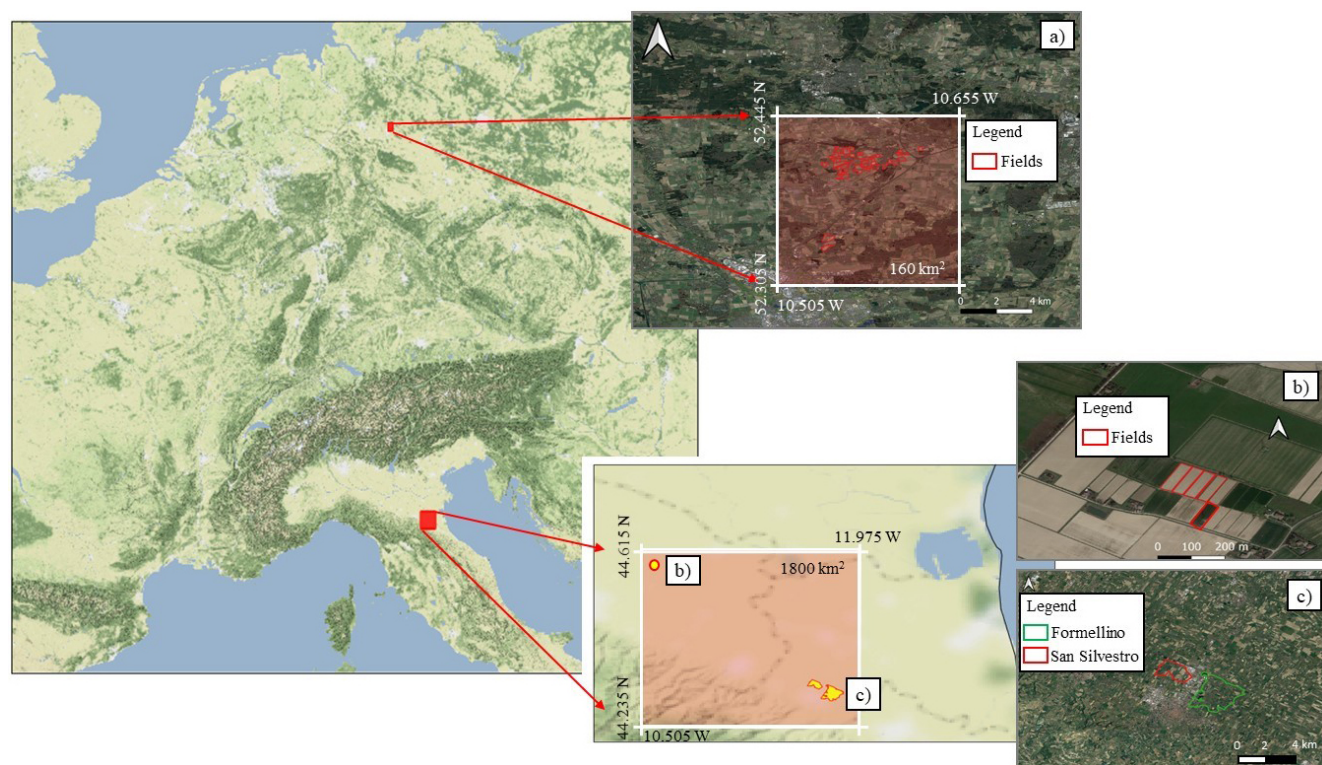 a)
10.655 W
52.445 N
Legend
Fields
160 km²
52.305 N
10.505 W
0 2 4 km
b)
Legend
Fields
0 100 200 m
11.975 W
44.615 N
b)
1800 km²
c)
44.235 N
10.505 W
c)
Legend
Formellino
San Silvestro
0 2 4 km